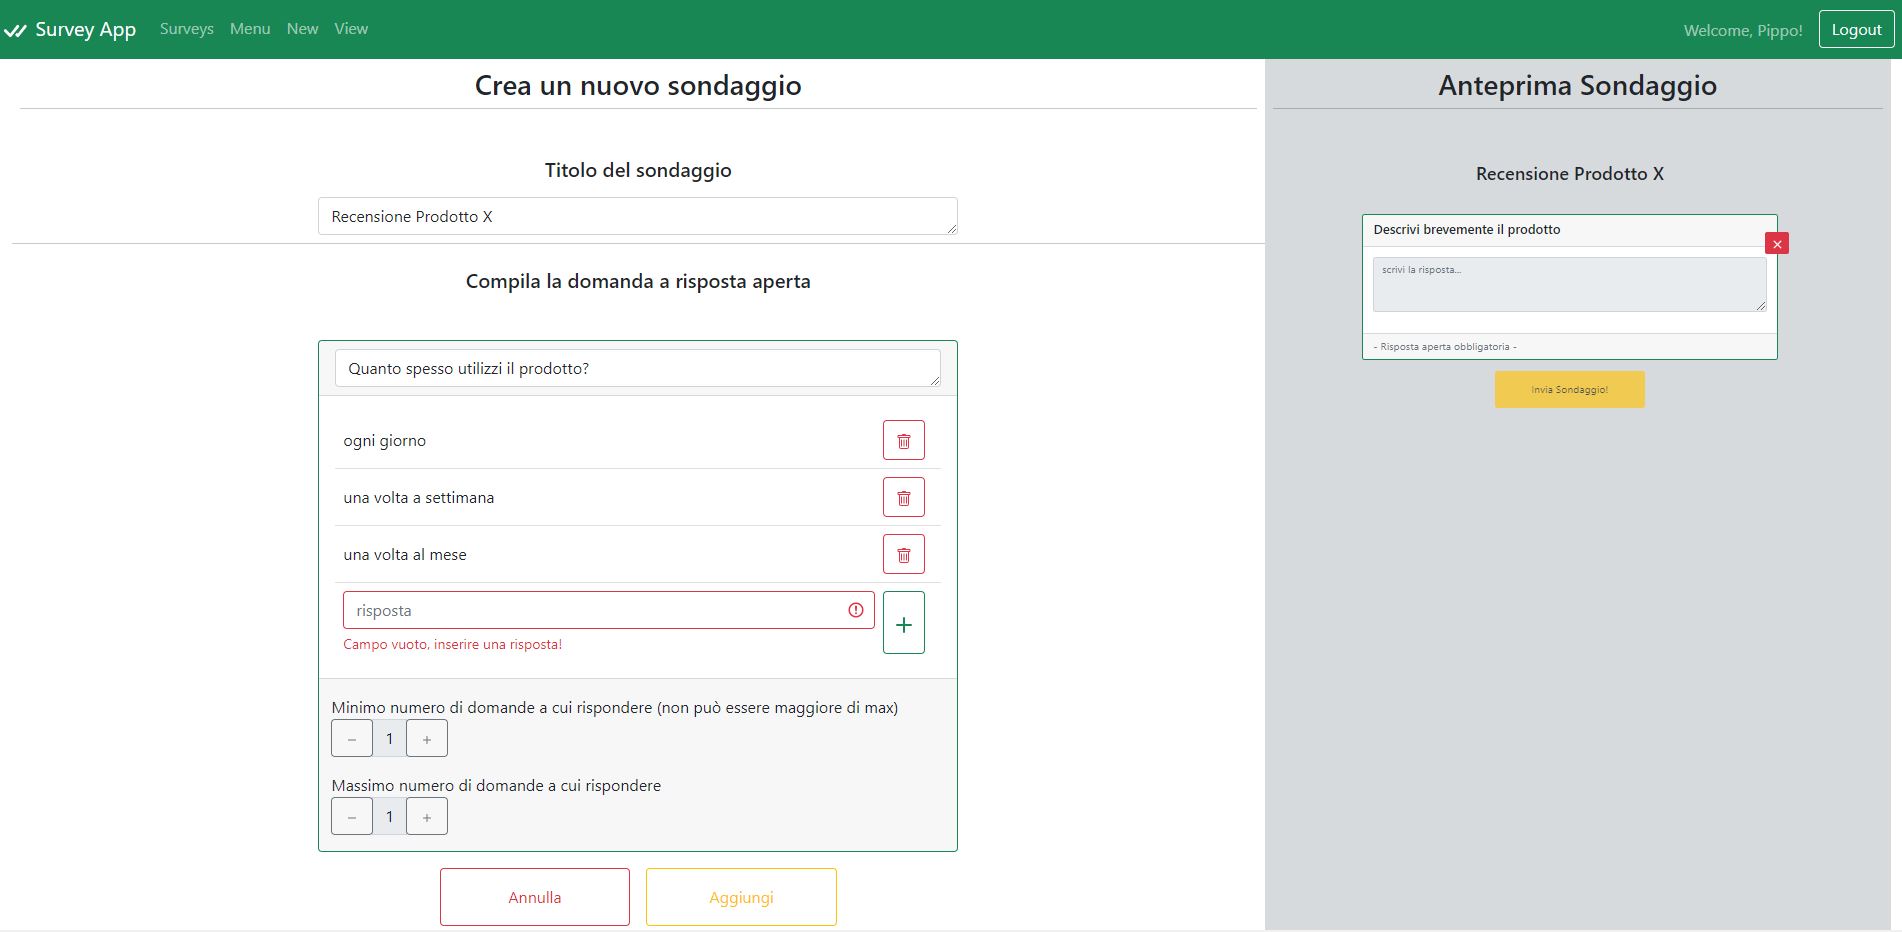 Survey App Surveys Menu New View Welcome, Pippo! Logout
Crea un nuovo sondaggio
Titolo del sondaggio
Recensione Prodotto X
Compila la domanda a risposta aperta
Quanto spesso utilizzi il prodotto?
ogni giorno
una volta a settimana
una volta al mese
risposta
Campo vuoto, inserire una risposta!
Minimo numero di domande a cui rispondere (non può essere maggiore di max)
− 1 +
Massimo numero di domande a cui rispondere
− 1 +
Annulla Aggiungi
Anteprima Sondaggio
Recensione Prodotto X
Descrivi brevemente il prodotto
scrivi la risposta...
- Risposta aperta obbligatoria -
Invia Sondaggio!